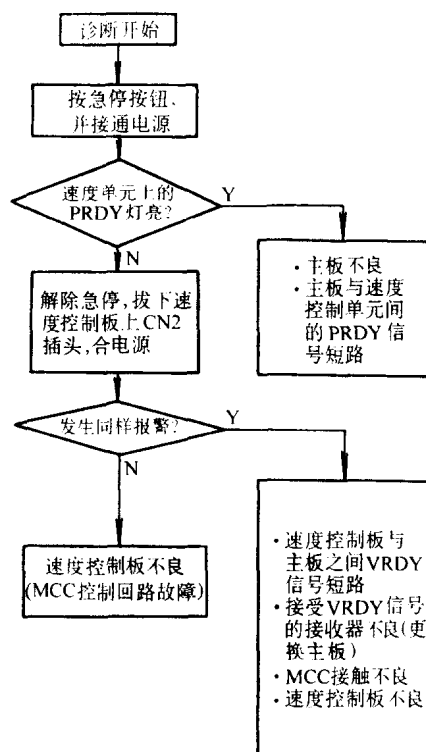 诊断开始
按急停按钮、
并接通电源
速度单元上的
PRDY灯亮?
Y
N
·主板不良
·主板与速度
控制单元间
的PRDY信
号短路
解除急停,拔下速
度控制板上CN2
插头,合电源
发生同样报警?
Y
N
速度控制板不良
(MCC控制回路故障)
·速度控制板与
主板之间VRDY
信号短路
·接受VRDY信号
的接收器不良(更
换主板)
·MCC接触不良
·速度控制板不良